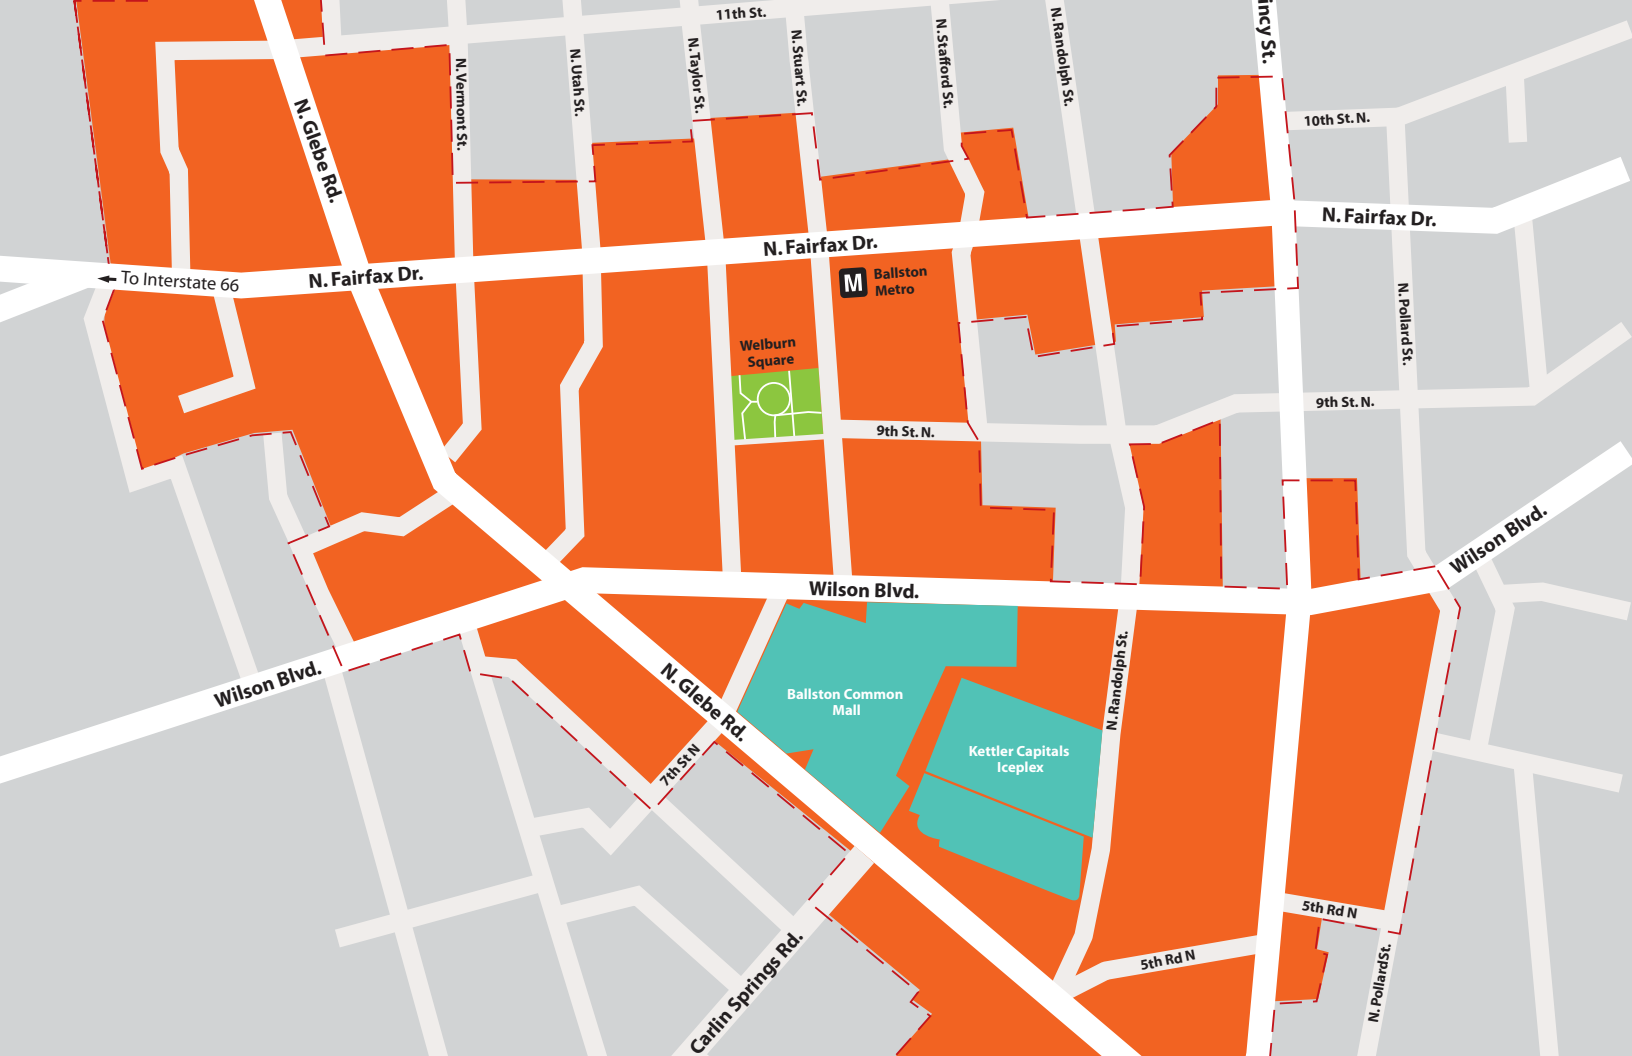 11th St.
incy St.
N. Vermont St.
N. Utah St.
N. Taylor St.
N. Stuart St.
N. Stafford St.
N. Randolph St.
N. Glebe Rd.
10th St. N.
N. Fairfax Dr.
N. Fairfax Dr.
N. Fairfax Dr.
To Interstate 66
M
Ballston
Metro
Welburn
Square
N. Pollard St.
9th St. N.
9th St. N.
Wilson Blvd.
Wilson Blvd.
Wilson Blvd.
N. Glebe Rd.
7th St N
Ballston Common
Mall
N. Randolph St.
Kettler Capitals
Iceplex
5th Rd N
5th Rd N
N. Pollard St.
Carlin Springs Rd.